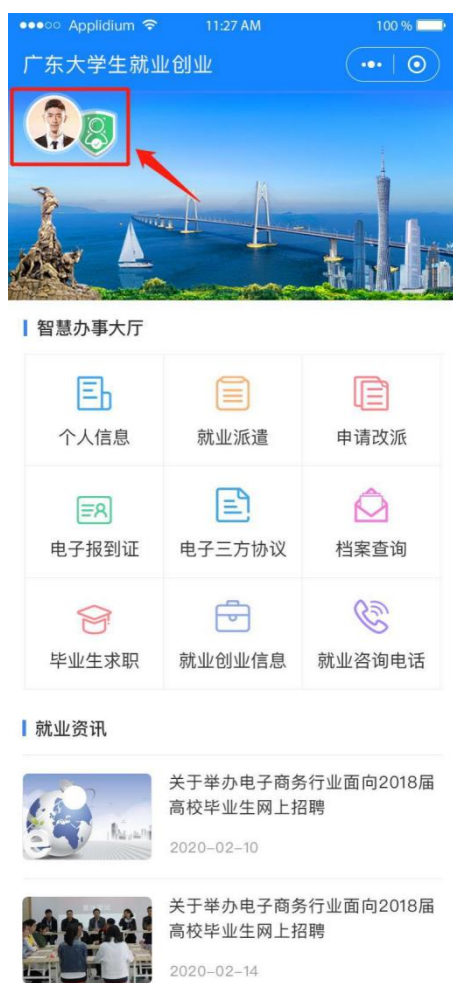 Applidium
11:27 AM
100 %
广东大学生就业创业
智慧办事大厅
个人信息
就业派遣
申请改派
电子报到证
电子三方协议
档案查询
毕业生求职
就业创业信息
就业咨询电话
就业资讯
关于举办电子商务行业面向2018届
高校毕业生网上招聘
2020-02-10
关于举办电子商务行业面向2018届
高校毕业生网上招聘
2020-02-14